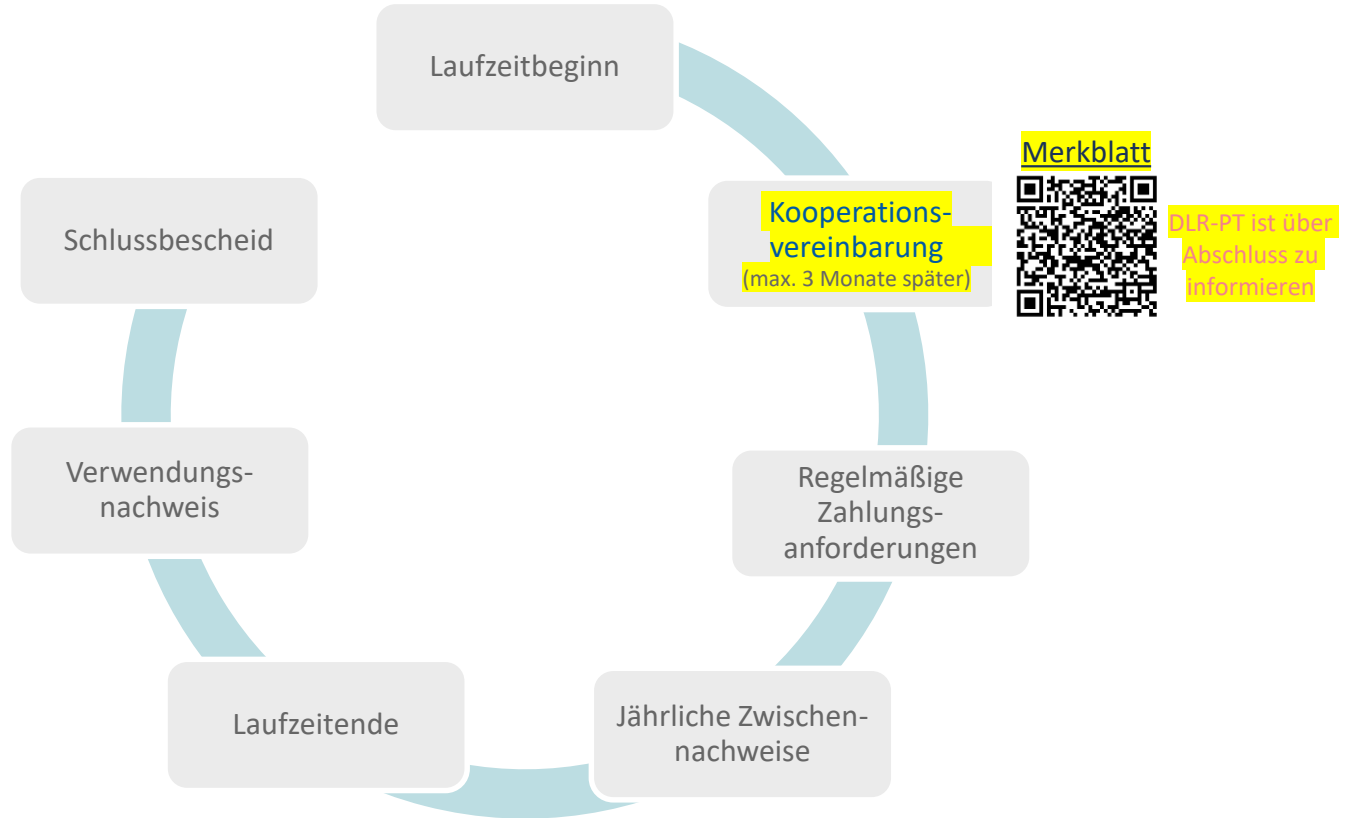 Laufzeitbeginn
Kooperations-
vereinbarung
(max. 3 Monate später)
Merkblatt
DLR-PT ist über
Abschluss zu
informieren
Regelmäßige
Zahlungs-
anforderungen
Jährliche Zwischen-
nachweise
Laufzeitende
Verwendungs-
nachweis
Schlussbescheid